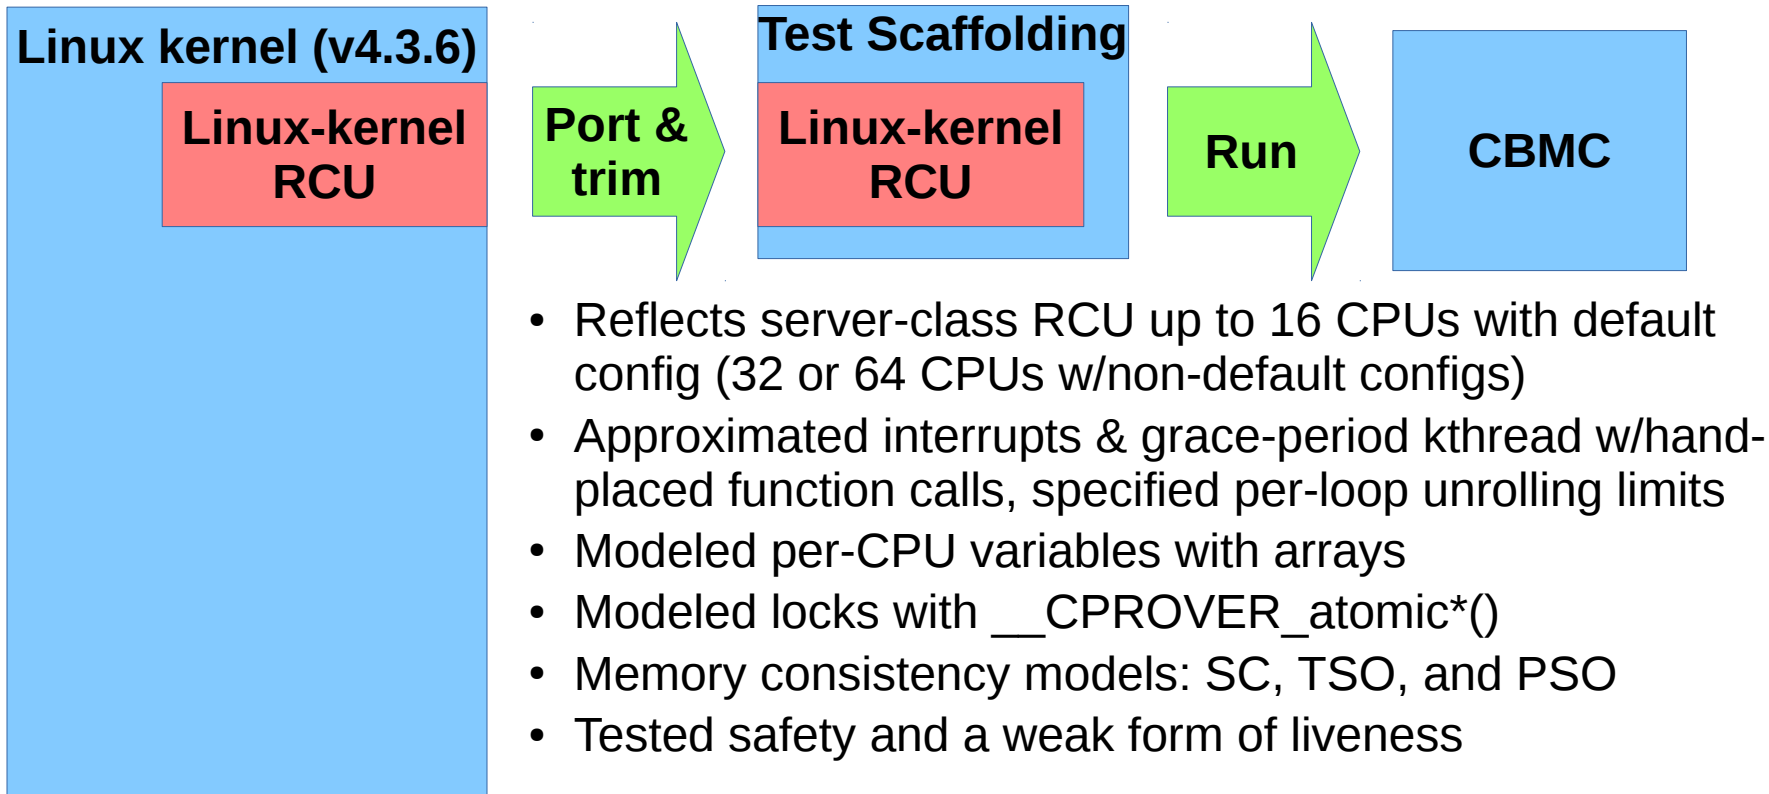 Linux kernel (v4.3.6)
Linux-kernel
RCU
Port &
trim
Test Scaffolding
Linux-kernel
RCU
Run
CBMC
• Reflects server-class RCU up to 16 CPUs with default
config (32 or 64 CPUs w/non-default configs)
• Approximated interrupts & grace-period kthread w/hand-
placed function calls, specified per-loop unrolling limits
• Modeled per-CPU variables with arrays
• Modeled locks with __CPROVER_atomic*()
• Memory consistency models: SC, TSO, and PSO
• Tested safety and a weak form of liveness